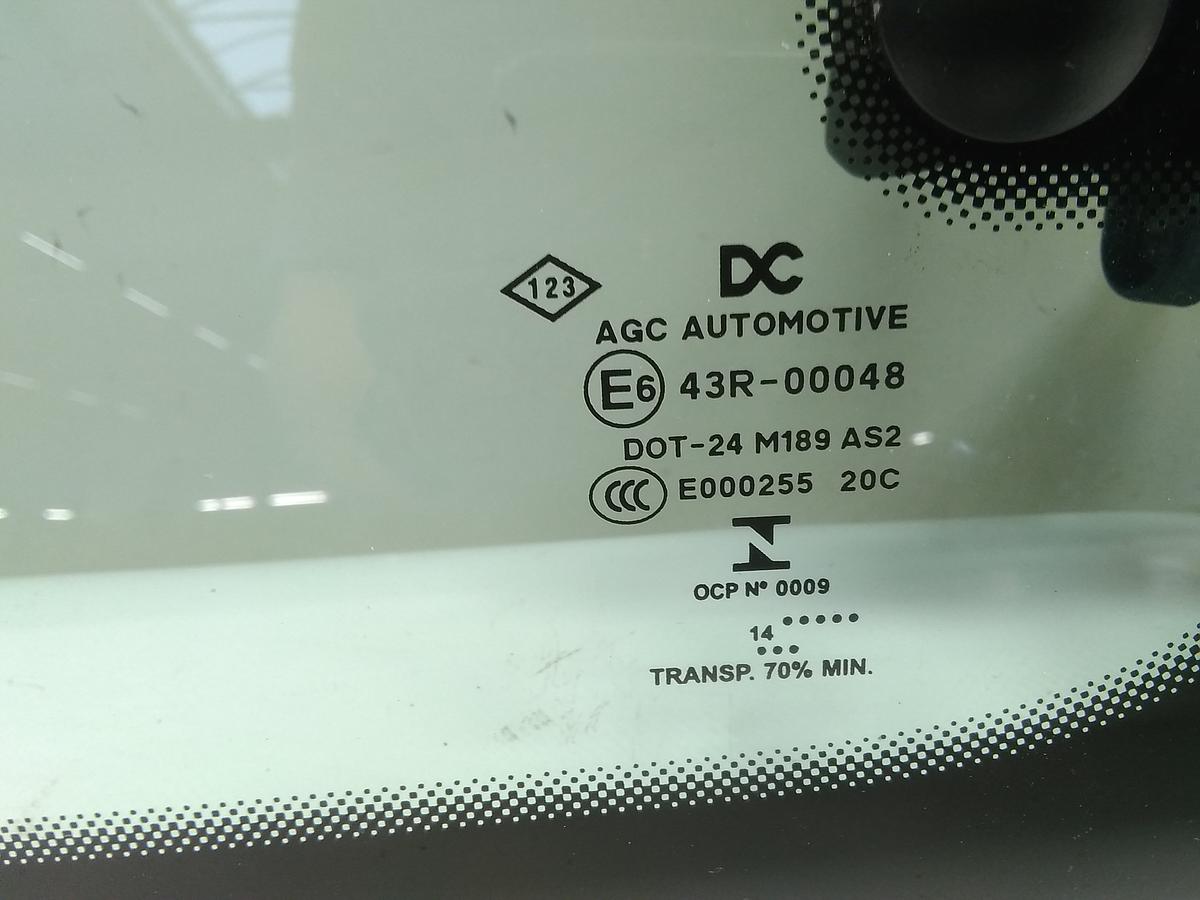 123
DC
AGC AUTOMOTIVE
E6 43R-00048
DOT-24 M189 AS2
CCC E000255 20C
OCP Nº 0009
14
TRANSP. 70% MIN.